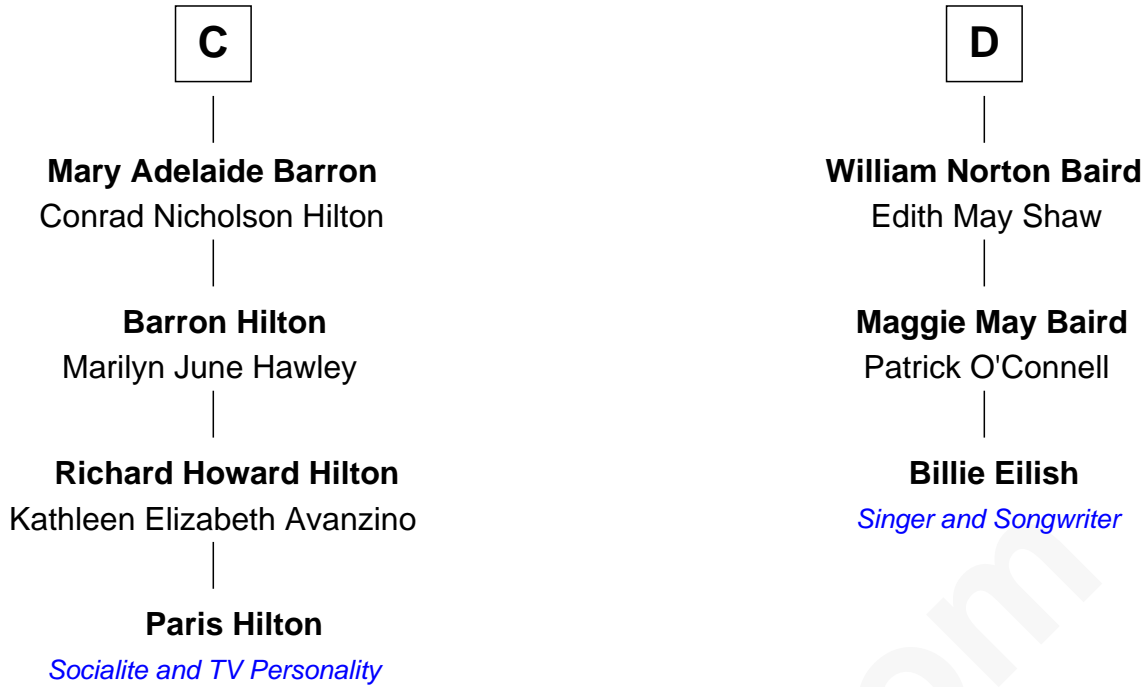 C
Mary Adelaide Barron
Conrad Nicholson Hilton
Barron Hilton
Marilyn June Hawley
Richard Howard Hilton
Kathleen Elizabeth Avanzino
Paris Hilton
Socialite and TV Personality
D
William Norton Baird
Edith May Shaw
Maggie May Baird
Patrick O'Connell
Billie Eilish
Singer and Songwriter
om